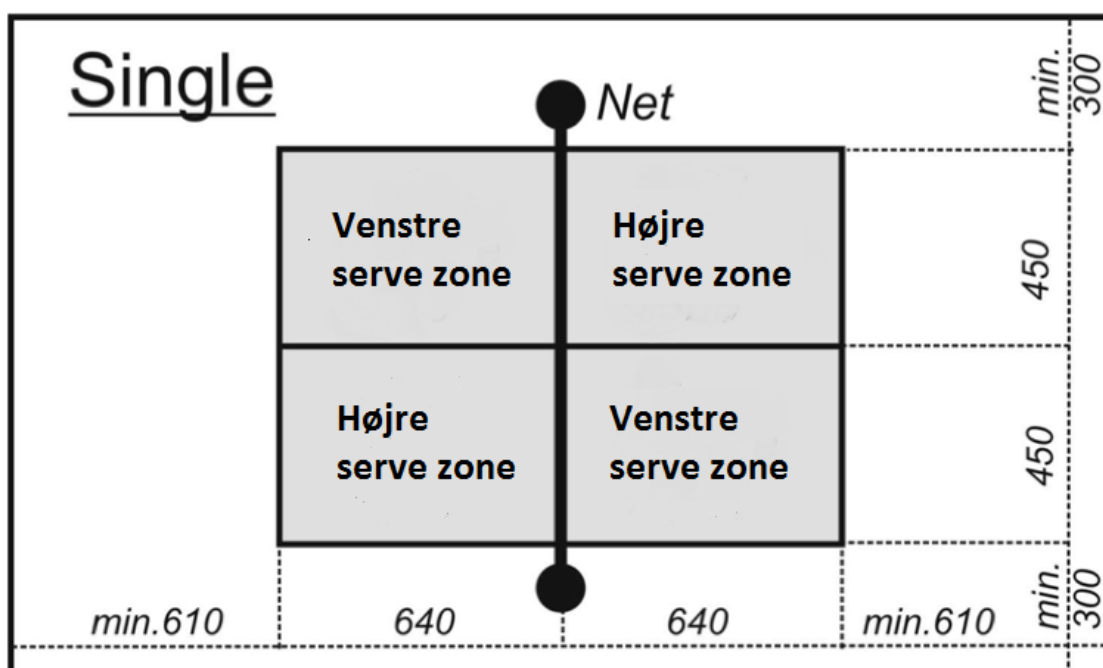 Single
Net
min.
300
Venstre
serve zone
Højre
serve zone
450
Højre
serve zone
Venstre
serve zone
450
min.
300
min.610
640
640
min.610